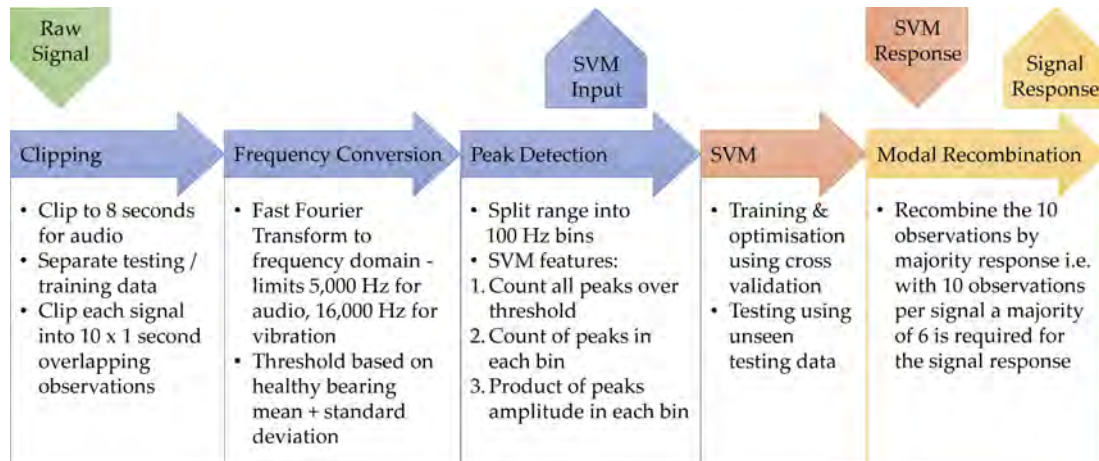 Raw
Signal
SVM
Input
SVM
Response
Signal
Response
Clipping
• Clip to 8 seconds
for audio
• Separate testing /
training data
• Clip each signal
into 10 x 1 second
overlapping
observations
Frequency Conversion
• Fast Fourier
Transform to
frequency domain -
limits 5,000 Hz for
audio, 16,000 Hz for
vibration
• Threshold based on
healthy bearing
mean + standard
deviation
Peak Detection
• Split range into
100 Hz bins
• SVM features:
1. Count all peaks over
threshold
2. Count of peaks in
each bin
3. Product of peaks
amplitude in each bin
SVM
• Training &
optimisation
using cross
validation
• Testing using
unseen
testing data
Modal Recombination
• Recombine the 10
observations by
majority response i.e.
with 10 observations
per signal a majority
of 6 is required for
the signal response